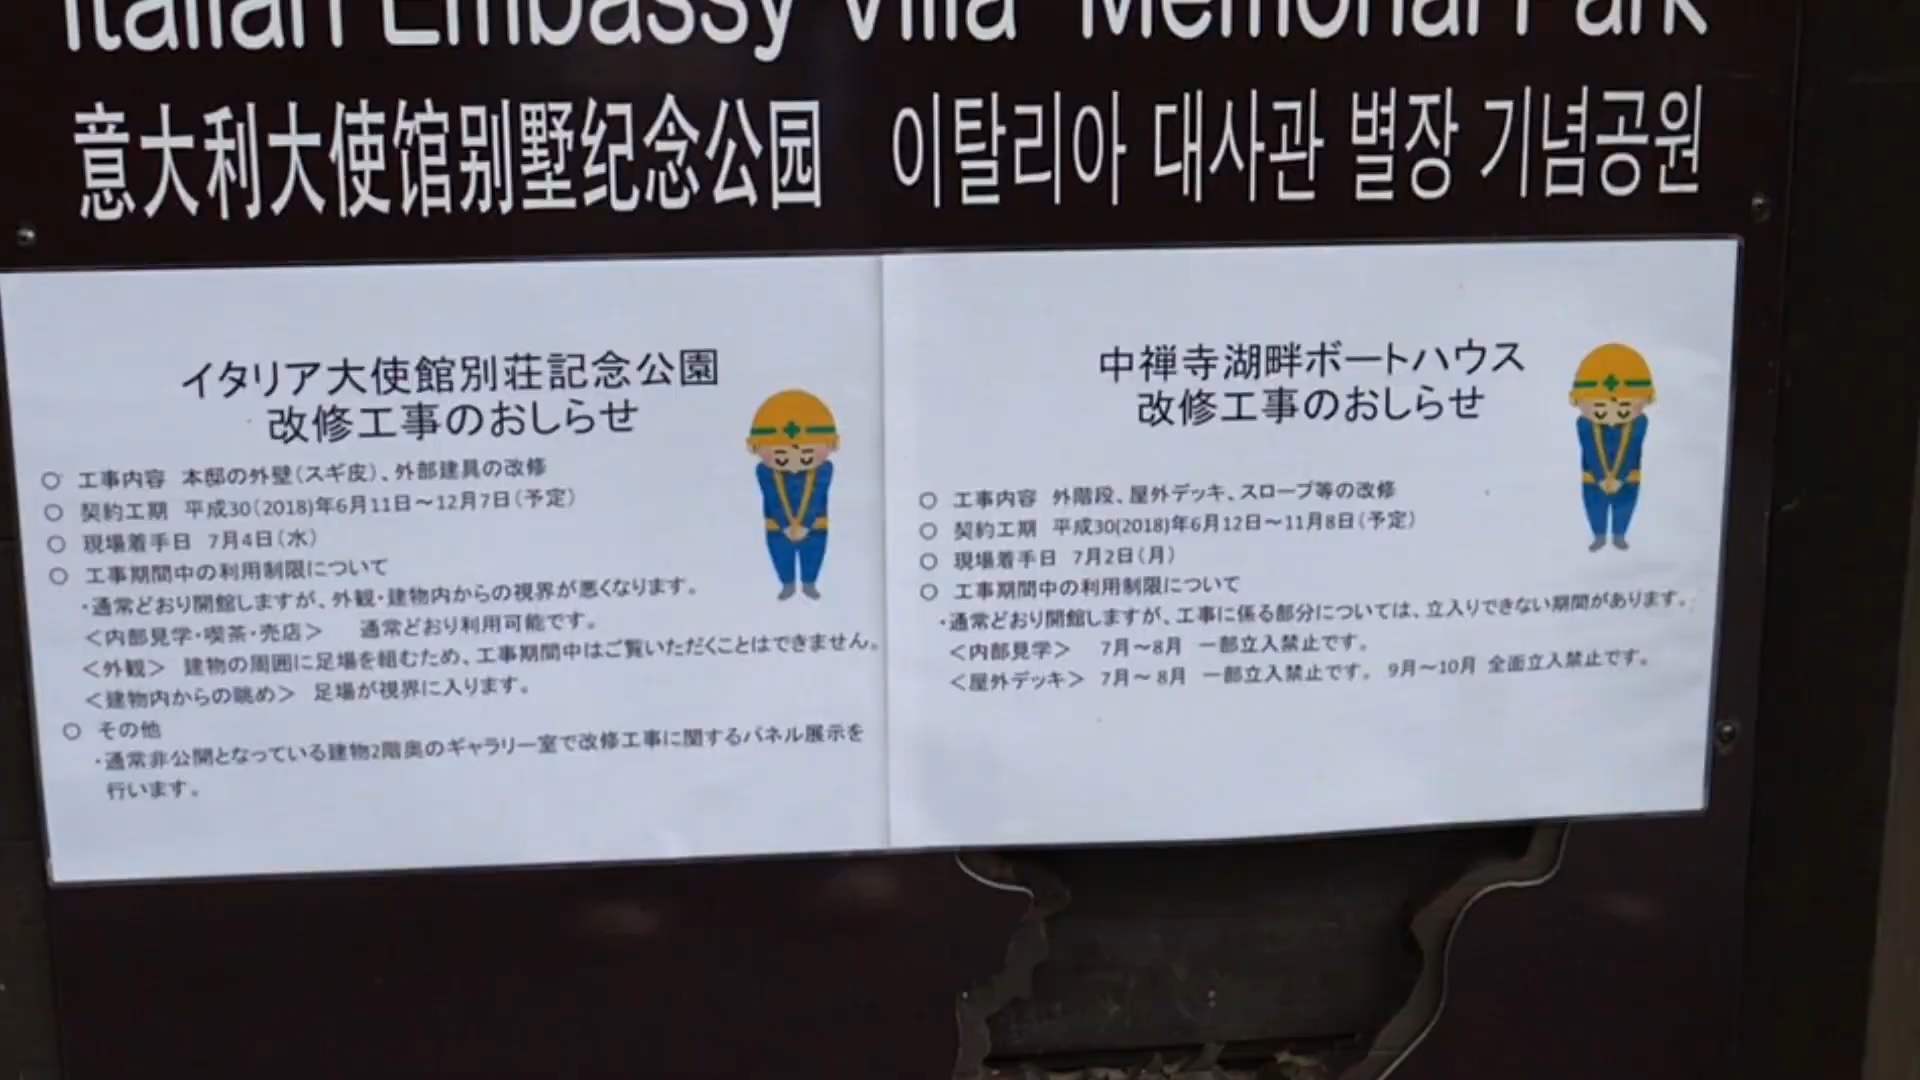 Italian Embassy Villa Memorial Park
意大利大使馆别墅纪念公园 이탈리아 대사관 별장 기념공원
イタリア大使館別荘記念公園
改修工事のおしらせ
○ 工事内容 本邸の外壁(スギ皮)、外部建具の改修
○ 契約工期 平成30(2018)年6月11日～12月7日(予定)
○ 現場着手日 7月4日(水)
○ 工事期間中の利用制限について
・通常どおり開館しますが、外観・建物内からの視界が悪くなります。
＜内部見学・喫茶・売店＞ 通常どおり利用可能です。
＜外観＞ 建物の周囲に足場を組むため、工事期間中はご覧いただくことはできません。
＜建物内からの眺め＞ 足場が視界に入ります。
○ その他
・通常非公開となっている建物2階奥のギャラリー室で改修工事に関するパネル展示を
行います。
中禅寺湖畔ボートハウス
改修工事のおしらせ
○ 工事内容 外階段、屋外デッキ、スロープ等の改修
○ 契約工期 平成30(2018)年6月12日～11月8日(予定)
○ 現場着手日 7月2日(月)
○ 工事期間中の利用制限について
・通常どおり開館しますが、工事に係る部分については、立入りできない期間があります。
＜内部見学＞ 7月～8月 一部立入禁止です。
＜屋外デッキ＞ 7月～8月 一部立入禁止です。 9月～10月 全面立入禁止です。